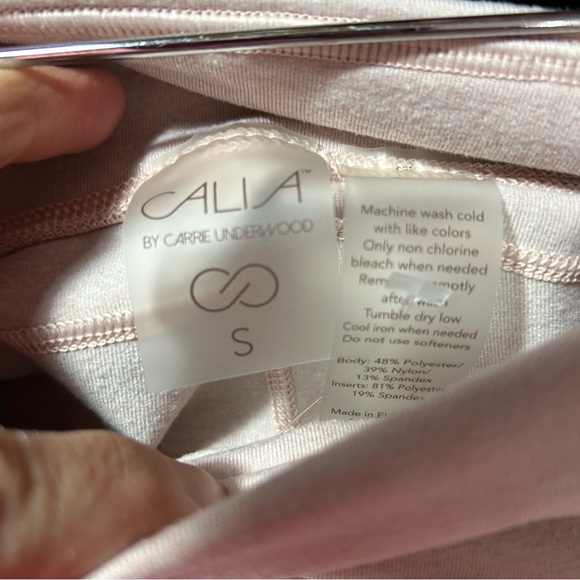 CALIA™
BY CARRIE UNDERWOOD
S
Machine wash cold
with like colors
Only non chlorine
bleach when needed
Tumble dry low
Cool iron when needed
Do not use softeners
Body: 48% Polyester/
39% Nylon/
13% Spandex
Inserts: 81% Polyester
19% Spandex
Made in